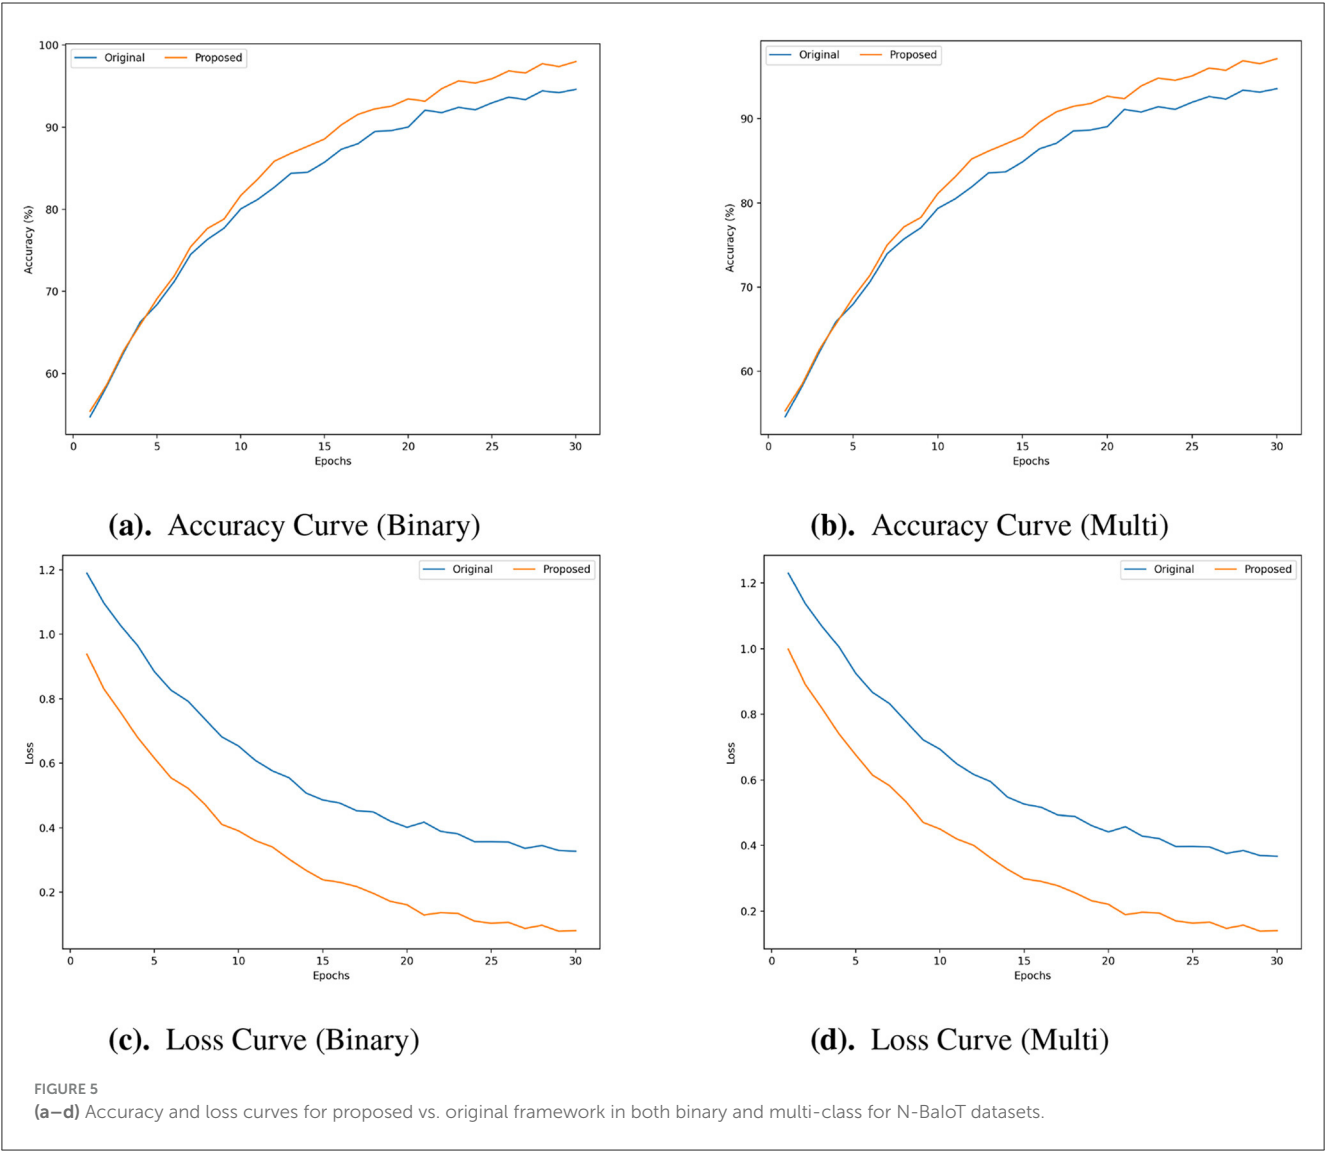 Original Proposed
100
90
80
70
60
Accuracy (%)
0 5 10 15 20 25 30
Epochs
(a). Accuracy Curve (Binary)
Original Proposed
90
80
70
60
Accuracy (%)
0 5 10 15 20 25 30
Epochs
(b). Accuracy Curve (Multi)
Original Proposed
1.2
1.0
0.8
0.6
0.4
0.2
Loss
0 5 10 15 20 25 30
Epochs
(c). Loss Curve (Binary)
Original Proposed
1.2
1.0
0.8
0.6
0.4
0.2
Loss
0 5 10 15 20 25 30
Epochs
(d). Loss Curve (Multi)
FIGURE 5
(a–d) Accuracy and loss curves for proposed vs. original framework in both binary and multi-class for N-BaIoT datasets.